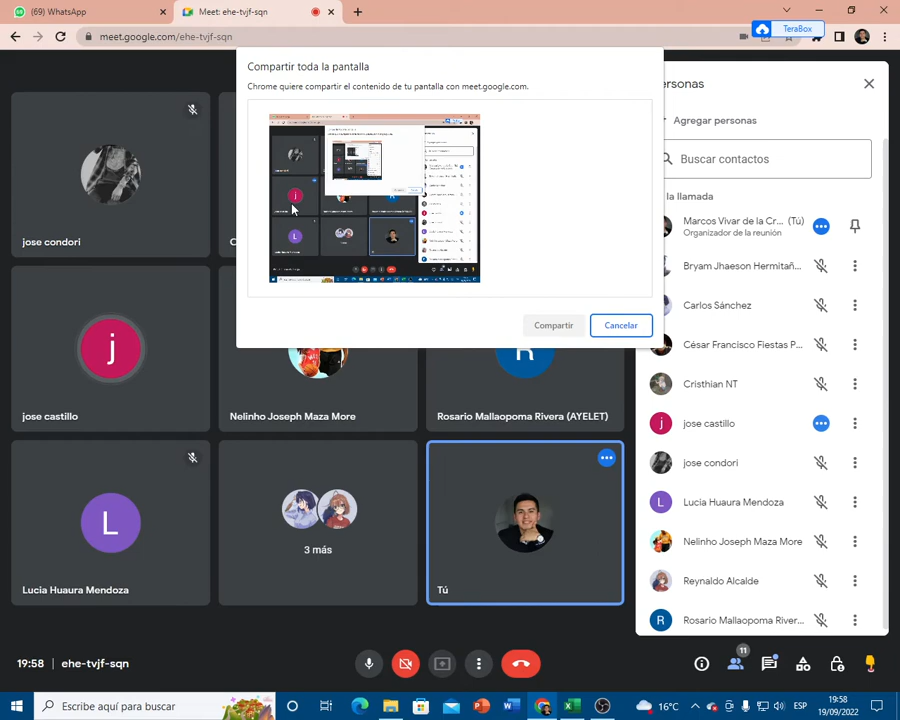 (69) WhatsApp
Meet: ehe-tvjf-sqn
meet.google.com/ehe-tvjf-sqn
TeraBox
Compartir toda la pantalla
Chrome quiere compartir el contenido de tu pantalla con meet.google.com.
Compartir
Cancelar
ersonas
Agregar personas
Buscar contactos
la llamada
Marcos Vivar de la Cr... (Tú)
Organizador de la reunión
Bryam Jhaeson Hermitañ...
Carlos Sánchez
César Francisco Fiestas P...
Cristhian NT
jose castillo
jose condori
Lucia Huaura Mendoza
Nelinho Joseph Maza More
Reynaldo Alcalde
Rosario Mallaopoma River...
jose condori
C
j
jose castillo
Nelinho Joseph Maza More
R
Rosario Mallaopoma Rivera (AYELET)
L
Lucia Huaura Mendoza
3 más
Tú
19:58
ehe-tvjf-sqn
11
Escribe aquí para buscar
16°C
ESP
19:58
19/09/2022